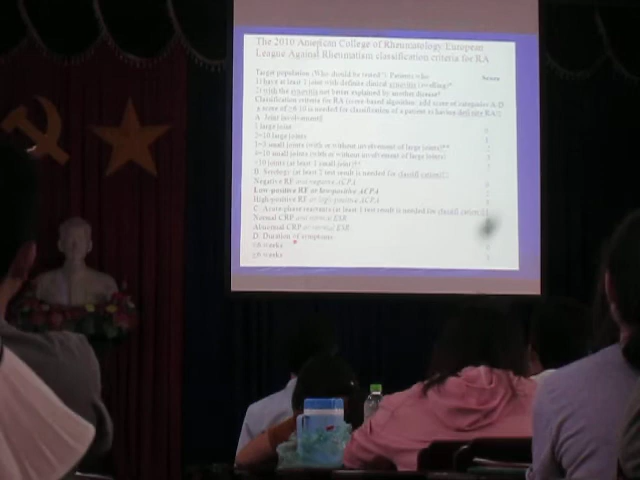 The 2010 American College of Rheumatology/European
League Against Rheumatism classification criteria for RA
Target population (Who should be tested?): Patients who
Score
1) have at least 1 joint with definite clinical synovitis (swelling)*
2) with the synovitis not better explained by another disease*
Classification criteria for RA (score-based algorithm: add score of categories A-D
a score of ≥6/10 is needed for classification of a patient as having definite RA)
A. Joint involvement
1 large joint
2-10 large joints
1-3 small joints (with or without involvement of large joints)**
4-10 small joints (with or without involvement of large joints)
>10 joints (at least 1 small joint)**
B. Serology (at least 1 test result is needed for classification)
Negative RF and negative ACPA
Low-positive RF or low-positive ACPA
High-positive RF or high-positive ACPA
C. Acute-phase reactants (at least 1 test result is needed for classification)
Normal CRP and normal ESR
Abnormal CRP or abnormal ESR
D. Duration of symptoms
<6 weeks
≥6 weeks